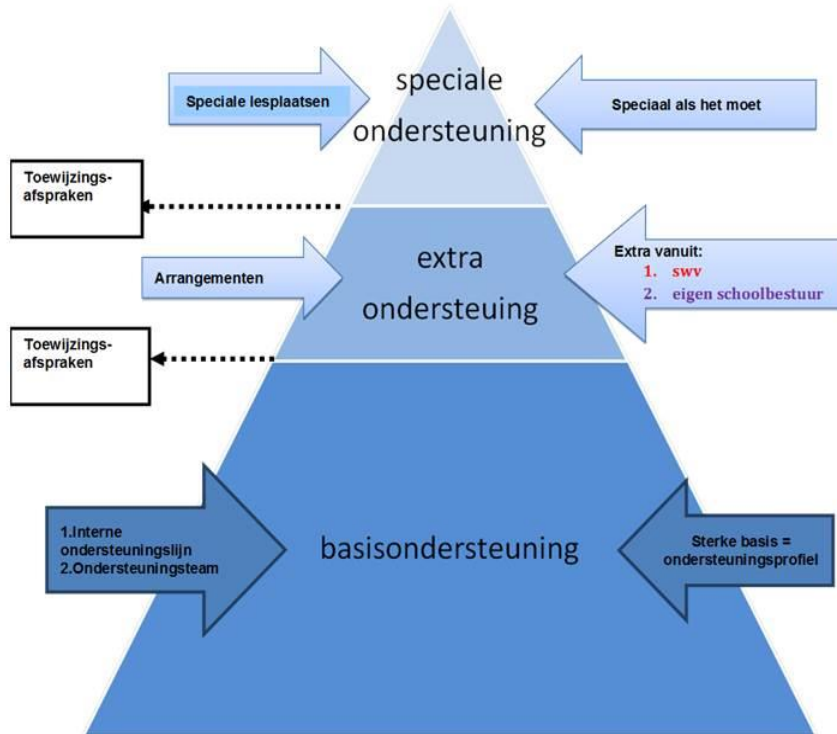 speciale
ondersteuning
Speciale lesplaatsen
Speciaal als het moet
Toewijzings-
afspraken
extra
ondersteuing
Arrangementen
Extra vanuit:
1. swv
2. eigen schoolbestuur
Toewijzings-
afspraken
basisondersteuning
1.Interne
ondersteuningslijn
2.Ondersteuningsteam
Sterke basis =
ondersteuningsprofiel